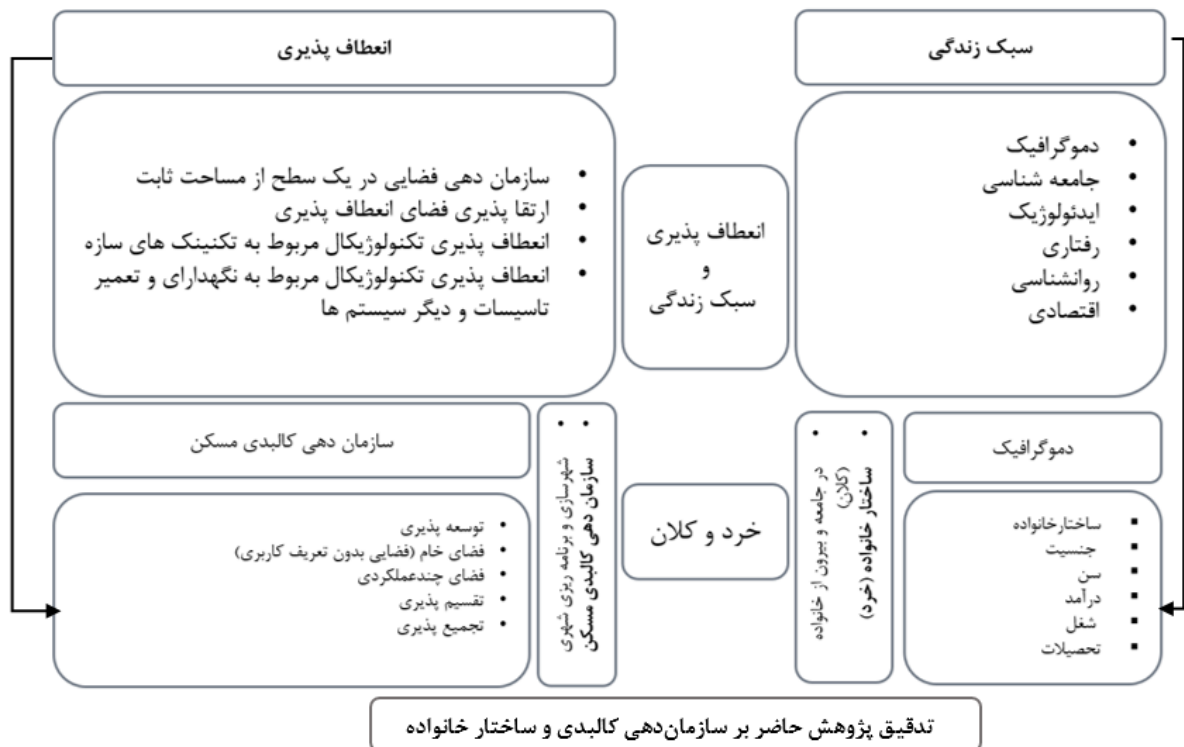 سبک زندگی
دموگرافیک
جامعه شناسی
ایدئولوژیک
رفتاری
روانشناسی
اقتصادی
انعطاف پذیری
و
سبک زندگی
انعطاف پذیری
سازمان دهی فضایی در یک سطح از مساحت ثابت
ارتقا پذیری فضای انعطاف پذیری
انعطاف پذیری تکنولوژیکال مربوط به تکنینک های سازه
انعطاف پذیری تکنولوژیکال مربوط به نگهدارای و تعمیر
تاسیسات و دیگر سیستم ها
دموگرافیک
ساختارخانواده
جنسیت
سن
درآمد
شغل
تحصیلات
ساختار خانواده (خرد)
(کلان)
در جامعه و بیرون از خانواده
خرد و کلان
شهرسازی و برنامه ریزی شهری
سازمان دهی کالبدی مسکن
سازمان دهی کالبدی مسکن
توسعه پذیری
فضای خام (فضایی بدون تعریف کاربری)
فضای چندعملکردی
تقسیم پذیری
تجمیع پذیری
تدقیق پژوهش حاضر بر سازمان‌دهی کالبدی و ساختار خانواده